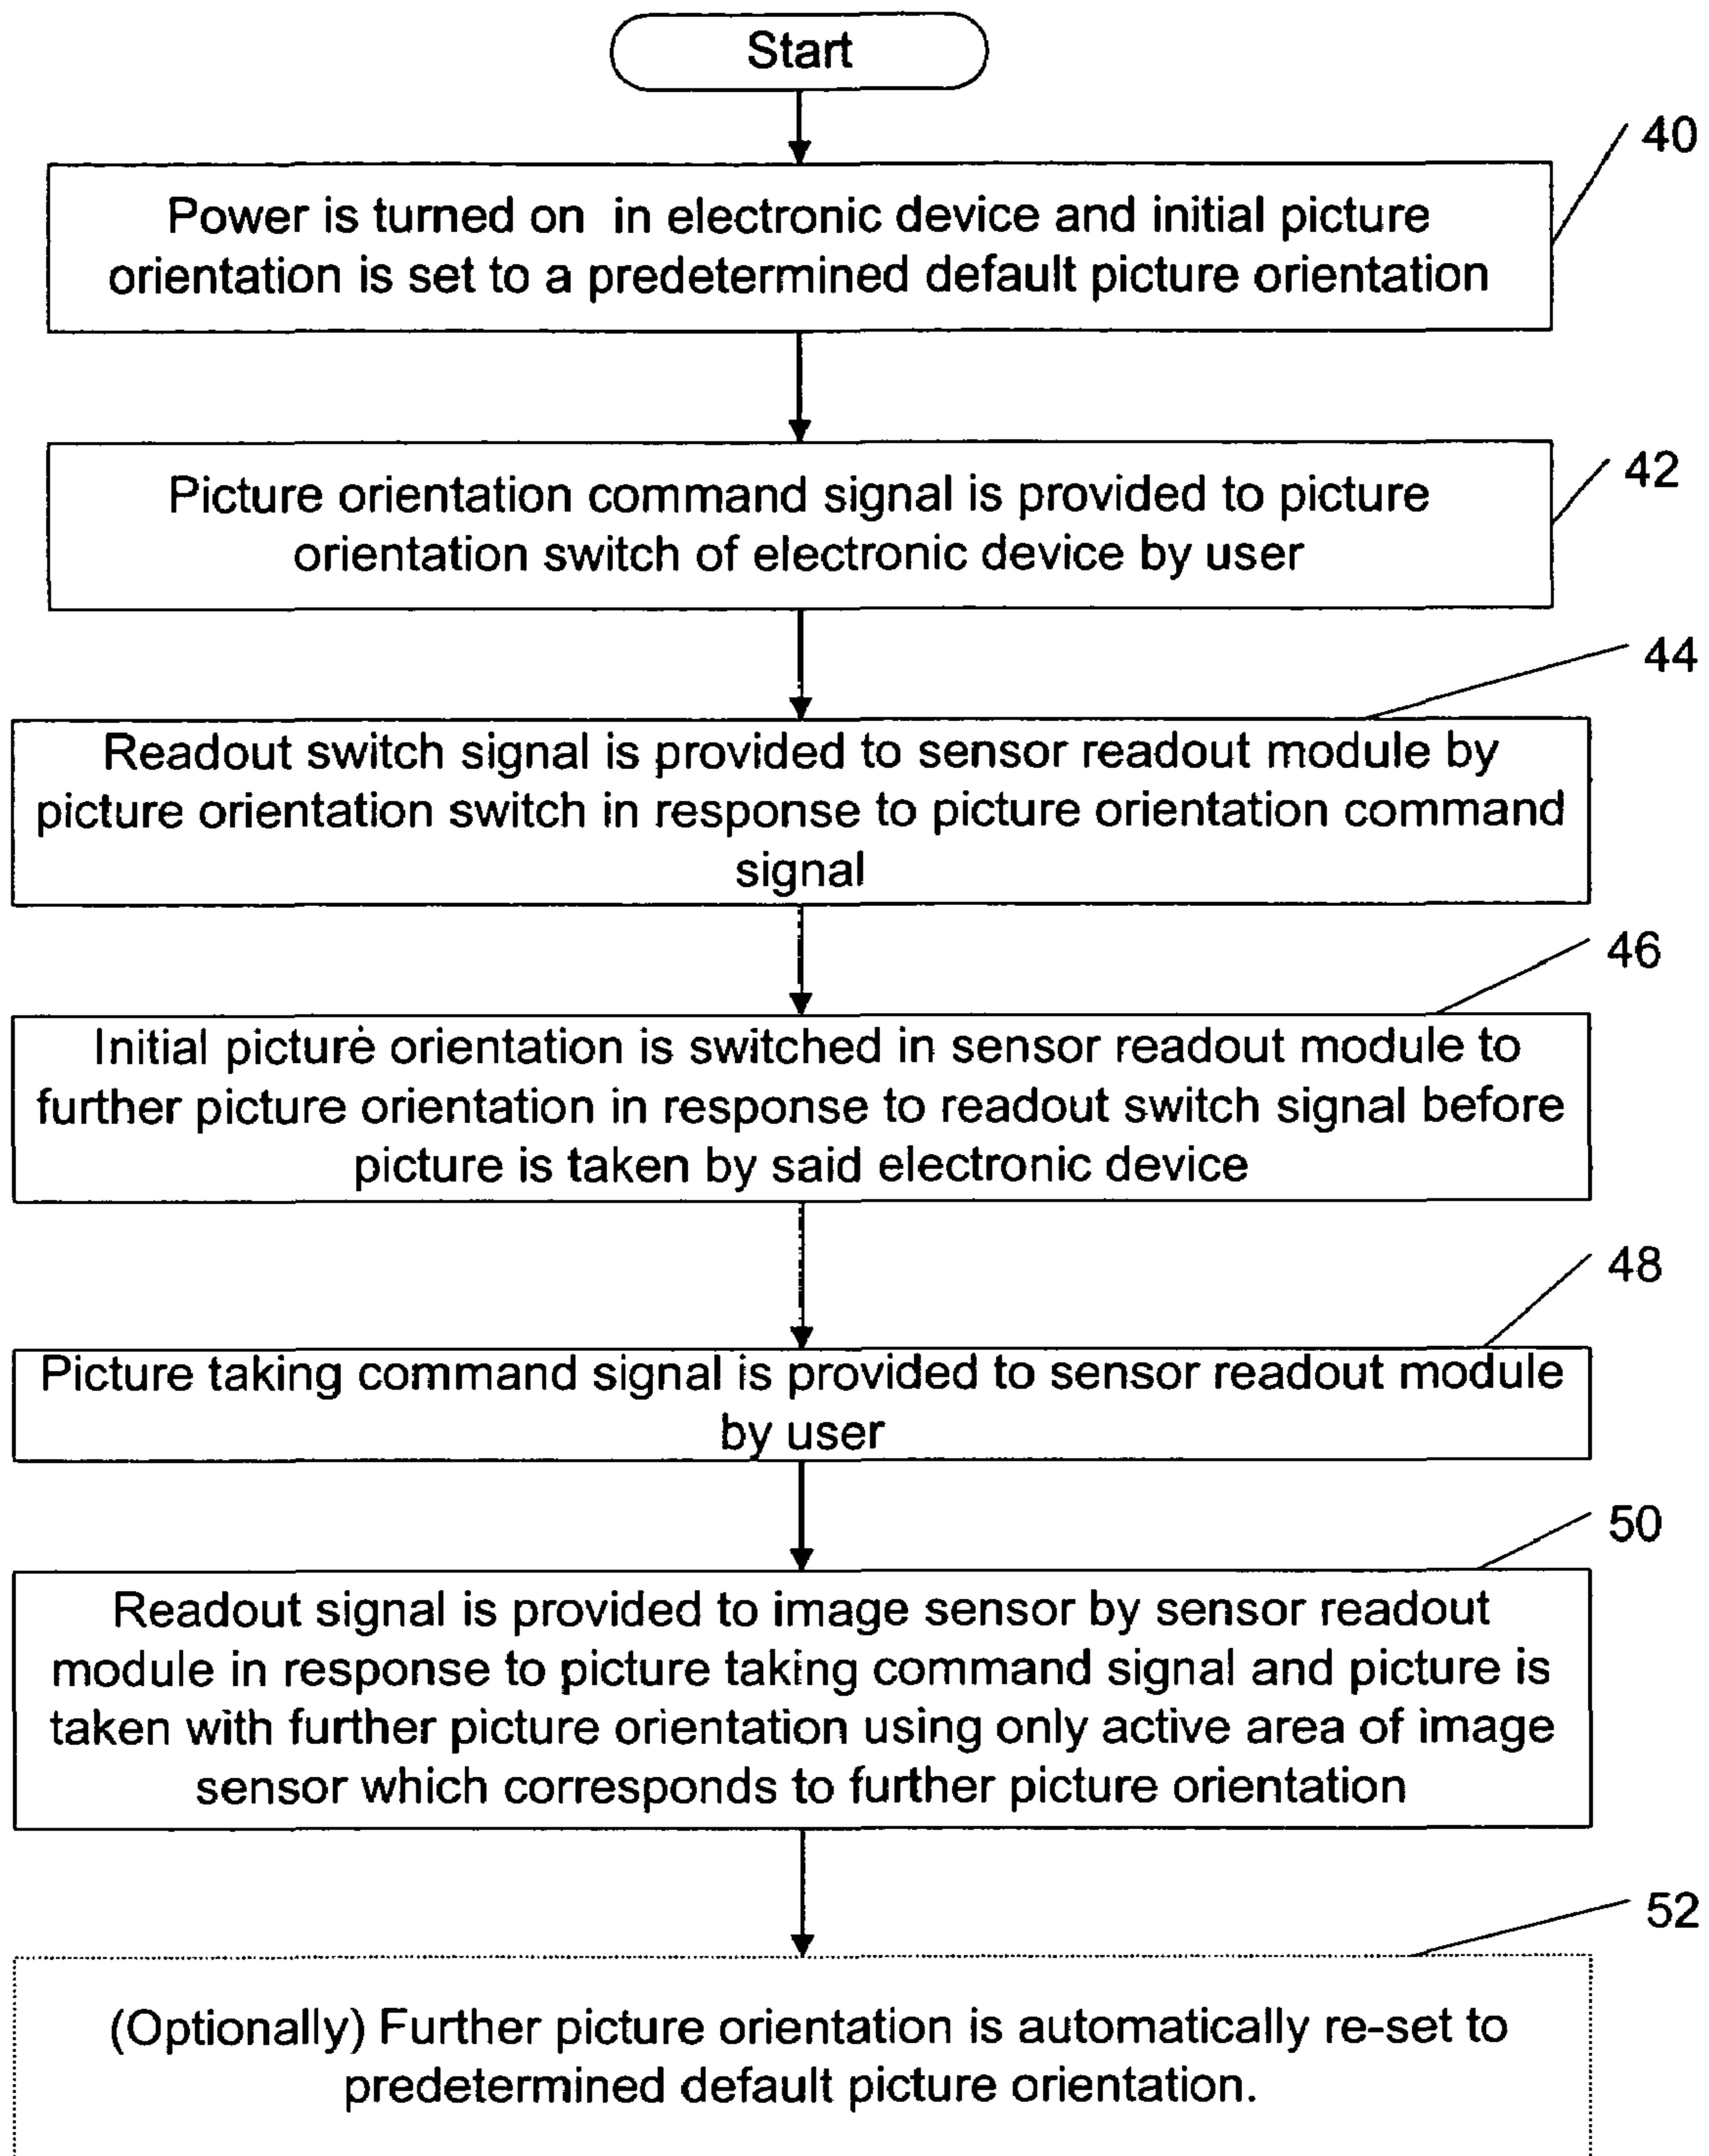 Start
40
Power is turned on in electronic device and initial picture
orientation is set to a predetermined default picture orientation
42
Picture orientation command signal is provided to picture
orientation switch of electronic device by user
44
Readout switch signal is provided to sensor readout module by
picture orientation switch in response to picture orientation command
signal
46
Initial picture orientation is switched in sensor readout module to
further picture orientation in response to readout switch signal before
picture is taken by said electronic device
48
Picture taking command signal is provided to sensor readout module
by user
50
Readout signal is provided to image sensor by sensor readout
module in response to picture taking command signal and picture is
taken with further picture orientation using only active area of image
sensor which corresponds to further picture orientation
52
(Optionally) Further picture orientation is automatically re-set to
predetermined default picture orientation.